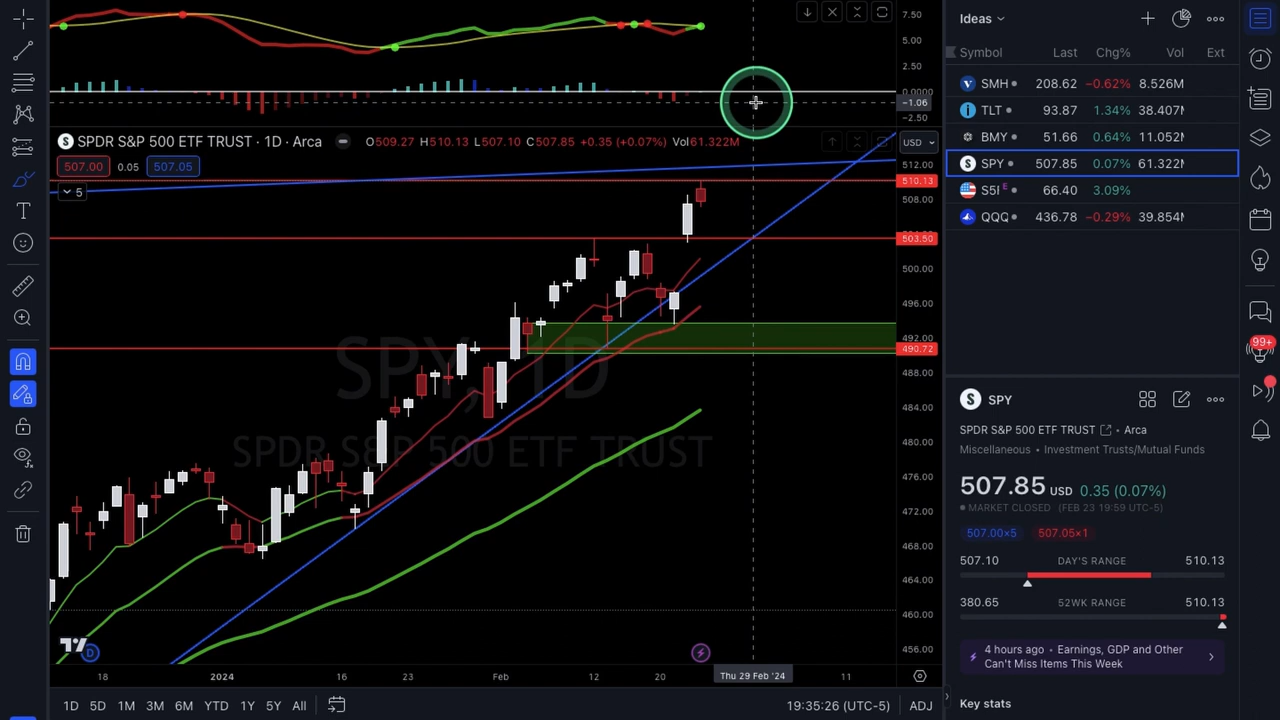 7.50
5.00
2.50
0.0000
−1.06
−2.50
SPDR S&P 500 ETF TRUST · 1D · Arca
O509.27 H510.13 L507.10 C507.85 +0.35 (+0.07%) Vol61.322M
USD
507.00 0.05 507.05
5
512.00
510.13
508.00
503.50
500.00
496.00
492.00
490.72
488.00
484.00
480.00
476.00
472.00
468.00
464.00
460.00
456.00
SPY, 1D
SPDR S&P 500 ETF TRUST
D
18 2024 16 23 Feb 12 20 Thu 29 Feb '24 11
1D 5D 1M 3M 6M YTD 1Y 5Y All
19:35:26 (UTC-5) ADJ
Ideas
Symbol Last Chg% Vol Ext
SMH 208.62 −0.62% 8.526M
TLT 93.87 1.34% 38.407M
BMY 51.66 0.64% 11.052M
SPY 507.85 0.07% 61.322M
S5I E 66.40 3.09%
QQQ 436.78 −0.29% 39.854M
S SPY
SPDR S&P 500 ETF TRUST · Arca
Miscellaneous · Investment Trusts/Mutual Funds
507.85 USD 0.35 (0.07%)
MARKET CLOSED (FEB 23 19:59 UTC-5)
507.00×5 507.05×1
507.10 DAY'S RANGE 510.13
380.65 52WK RANGE 510.13
4 hours ago · Earnings, GDP and Other
Can't Miss Items This Week
Key stats
99+